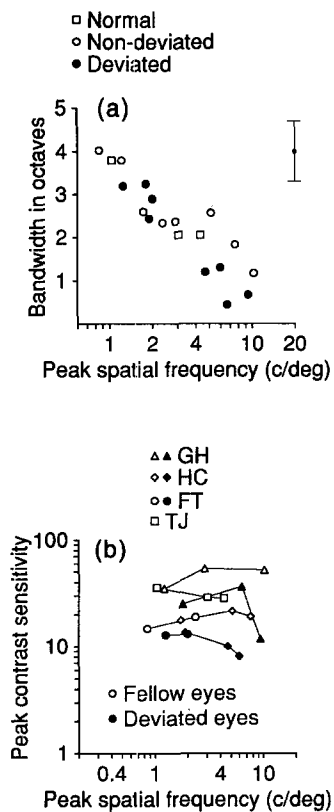 Normal
Non-deviated
Deviated
(a)
Bandwidth in octaves
5
4
3
2
1
1 2 4 10 20
Peak spatial frequency (c/deg)
GH
HC
FT
TJ
(b)
Peak contrast sensitivity
100
10
1
Fellow eyes
Deviated eyes
0.4 1 2 4 10
Peak spatial frequency (c/deg)